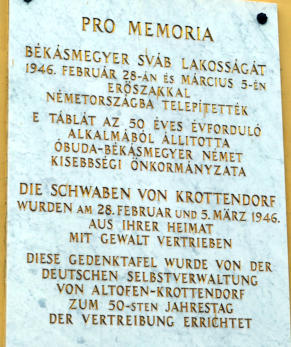 PRO MEMORIA
BÉKÁSMEGYER SVÁB LAKOSSÁGÁT
1946. FEBRUÁR 28-ÁN ÉS MÁRCIUS 5-ÉN
ERŐSZAKKAL
NÉMETORSZÁGBA TELEPÍTETTÉK
E TÁBLÁT AZ 50 ÉVES ÉVFORDULÓ
ALKALMÁBÓL ÁLLÍTOTTA
ÓBUDA-BÉKÁSMEGYER NÉMET
KISEBBSÉGI ÖNKORMÁNYZATA
DIE SCHWABEN VON KROTTENDORF
WURDEN AM 28. FEBRUAR UND 5. MÄRZ 1946.
AUS IHRER HEIMAT
MIT GEWALT VERTRIEBEN
DIESE GEDENKTAFEL WURDE VON DER
DEUTSCHEN SELBSTVERWALTUNG
VON ALTOFEN-KROTTENDORF
ZUM 50-STEN JAHRESTAG
DER VERTREIBUNG ERRICHTET